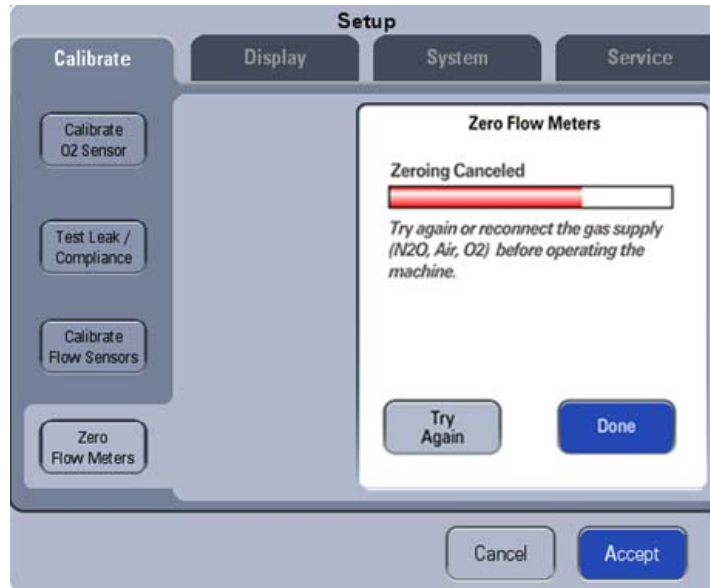 Setup
Calibrate
Display
System
Service
Calibrate
O2 Sensor
Test Leak /
Compliance
Calibrate
Flow Sensors
Zero
Flow Meters
Zero Flow Meters
Zeroing Canceled
Try again or reconnect the gas supply
(N2O, Air, O2) before operating the
machine.
Try
Again
Done
Cancel
Accept